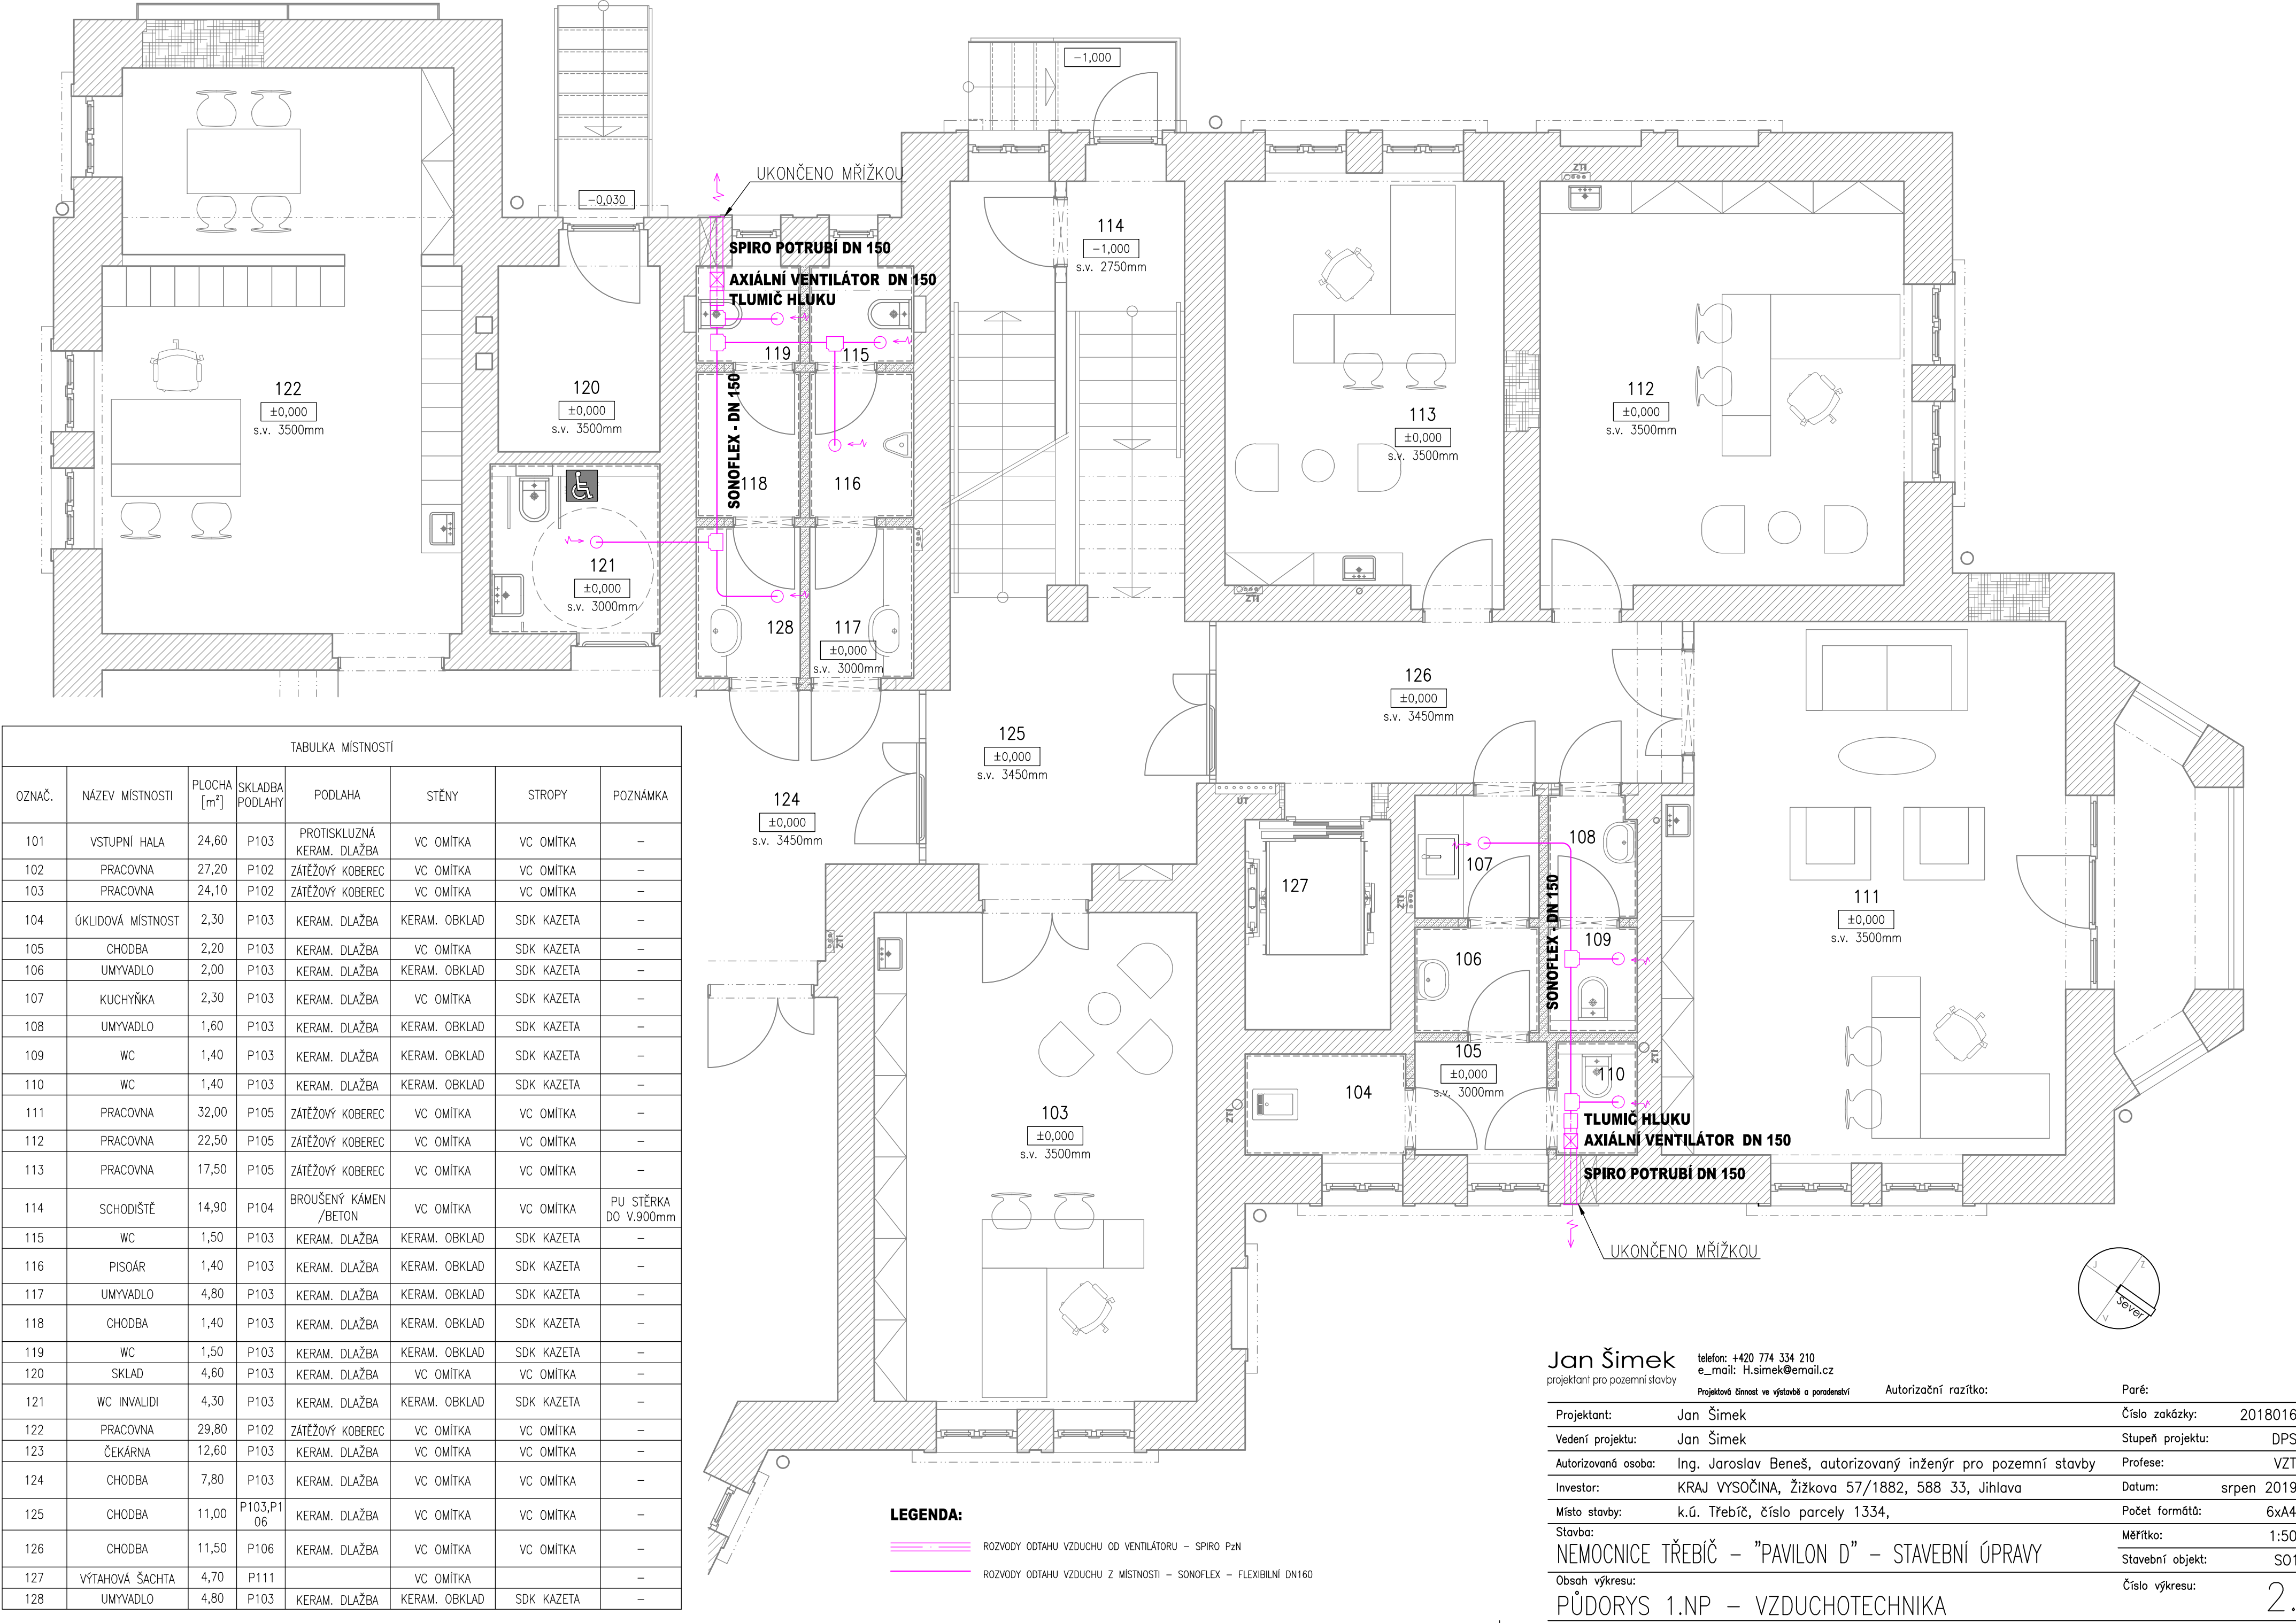 -1,000
UKONČENO MŘÍŽKOU
-0,030
SPIRO POTRUBÍ DN 150
AXIÁLNÍ VENTILÁTOR DN 150
TLUMIČ HLUKU
114
-1,000
s.v. 2750mm
ZTI
119
115
122
±0,000
s.v. 3500mm
120
±0,000
s.v. 3500mm
SONOFLEX - DN 150
118
116
113
±0,000
s.v. 3500mm
112
±0,000
s.v. 3500mm
121
±0,000
s.v. 3000mm
ZTI
128
117
±0,000
s.v. 3000mm
126
±0,000
s.v. 3450mm
125
±0,000
s.v. 3450mm
124
±0,000
s.v. 3450mm
ÚT
127
107
108
ZTI
SONOFLEX - DN 150
111
±0,000
s.v. 3500mm
ZTI
106
109
105
±0,000
s.v. 3000mm
104
ZTI
110
ZTI
103
±0,000
s.v. 3500mm
TLUMIČ HLUKU
AXIÁLNÍ VENTILÁTOR DN 150
SPIRO POTRUBÍ DN 150
UKONČENO MŘÍŽKOU
J Z
V Sever
TABULKA MÍSTNOSTÍ
OZNAČ. NÁZEV MÍSTNOSTI PLOCHA [m²] SKLADBA PODLAHY PODLAHA STĚNY STROPY POZNÁMKA
101 VSTUPNÍ HALA 24,60 P103 PROTISKLUZNÁ KERAM. DLAŽBA VC OMÍTKA VC OMÍTKA –
102 PRACOVNA 27,20 P102 ZÁTĚŽOVÝ KOBEREC VC OMÍTKA VC OMÍTKA –
103 PRACOVNA 24,10 P102 ZÁTĚŽOVÝ KOBEREC VC OMÍTKA VC OMÍTKA –
104 ÚKLIDOVÁ MÍSTNOST 2,30 P103 KERAM. DLAŽBA KERAM. OBKLAD SDK KAZETA –
105 CHODBA 2,20 P103 KERAM. DLAŽBA VC OMÍTKA SDK KAZETA –
106 UMYVADLO 2,00 P103 KERAM. DLAŽBA KERAM. OBKLAD SDK KAZETA –
107 KUCHYŇKA 2,30 P103 KERAM. DLAŽBA VC OMÍTKA SDK KAZETA –
108 UMYVADLO 1,60 P103 KERAM. DLAŽBA KERAM. OBKLAD SDK KAZETA –
109 WC 1,40 P103 KERAM. DLAŽBA KERAM. OBKLAD SDK KAZETA –
110 WC 1,40 P103 KERAM. DLAŽBA KERAM. OBKLAD SDK KAZETA –
111 PRACOVNA 32,00 P105 ZÁTĚŽOVÝ KOBEREC VC OMÍTKA VC OMÍTKA –
112 PRACOVNA 22,50 P105 ZÁTĚŽOVÝ KOBEREC VC OMÍTKA VC OMÍTKA –
113 PRACOVNA 17,50 P105 ZÁTĚŽOVÝ KOBEREC VC OMÍTKA VC OMÍTKA –
114 SCHODIŠTĚ 14,90 P104 BROUŠENÝ KÁMEN /BETON VC OMÍTKA VC OMÍTKA PU STĚRKA DO V.900mm
115 WC 1,50 P103 KERAM. DLAŽBA KERAM. OBKLAD SDK KAZETA –
116 PISOÁR 1,40 P103 KERAM. DLAŽBA KERAM. OBKLAD SDK KAZETA –
117 UMYVADLO 4,80 P103 KERAM. DLAŽBA KERAM. OBKLAD SDK KAZETA –
118 CHODBA 1,40 P103 KERAM. DLAŽBA KERAM. OBKLAD SDK KAZETA –
119 WC 1,50 P103 KERAM. DLAŽBA KERAM. OBKLAD SDK KAZETA –
120 SKLAD 4,60 P103 KERAM. DLAŽBA VC OMÍTKA VC OMÍTKA –
121 WC INVALIDI 4,30 P103 KERAM. DLAŽBA KERAM. OBKLAD SDK KAZETA –
122 PRACOVNA 29,80 P102 ZÁTĚŽOVÝ KOBEREC VC OMÍTKA VC OMÍTKA –
123 ČEKÁRNA 12,60 P103 KERAM. DLAŽBA VC OMÍTKA VC OMÍTKA –
124 CHODBA 7,80 P103 KERAM. DLAŽBA VC OMÍTKA VC OMÍTKA –
125 CHODBA 11,00 P103,P1 06 KERAM. DLAŽBA VC OMÍTKA VC OMÍTKA –
126 CHODBA 11,50 P106 KERAM. DLAŽBA VC OMÍTKA VC OMÍTKA –
127 VÝTAHOVÁ ŠACHTA 4,70 P111 VC OMÍTKA –
128 UMYVADLO 4,80 P103 KERAM. DLAŽBA KERAM. OBKLAD SDK KAZETA –
LEGENDA:
ROZVODY ODTAHU VZDUCHU OD VENTILÁTORU – SPIRO PzN
ROZVODY ODTAHU VZDUCHU Z MÍSTNOSTI – SONOFLEX – FLEXIBILNÍ DN160
Jan Šimek
projektant pro pozemní stavby
telefon: +420 774 334 210
e_mail: H.simek@email.cz
Projektová činnost ve výstavbě a poradenství
Autorizační razítko:
Paré:
Projektant: Jan Šimek
Číslo zakázky: 2018016
Vedení projektu: Jan Šimek
Stupeň projektu: DPS
Autorizovaná osoba: Ing. Jaroslav Beneš, autorizovaný inženýr pro pozemní stavby
Profese: VZT
Investor: KRAJ VYSOČINA, Žižkova 57/1882, 588 33, Jihlava
Datum: srpen 2019
Místo stavby: k.ú. Třebíč, číslo parcely 1334,
Počet formátů: 6xA4
Stavba:
NEMOCNICE TŘEBÍČ – "PAVILON D" – STAVEBNÍ ÚPRAVY
Měřítko: 1:50
Stavební objekt: SO1
Obsah výkresu:
PŮDORYS 1.NP – VZDUCHOTECHNIKA
Číslo výkresu: 2.